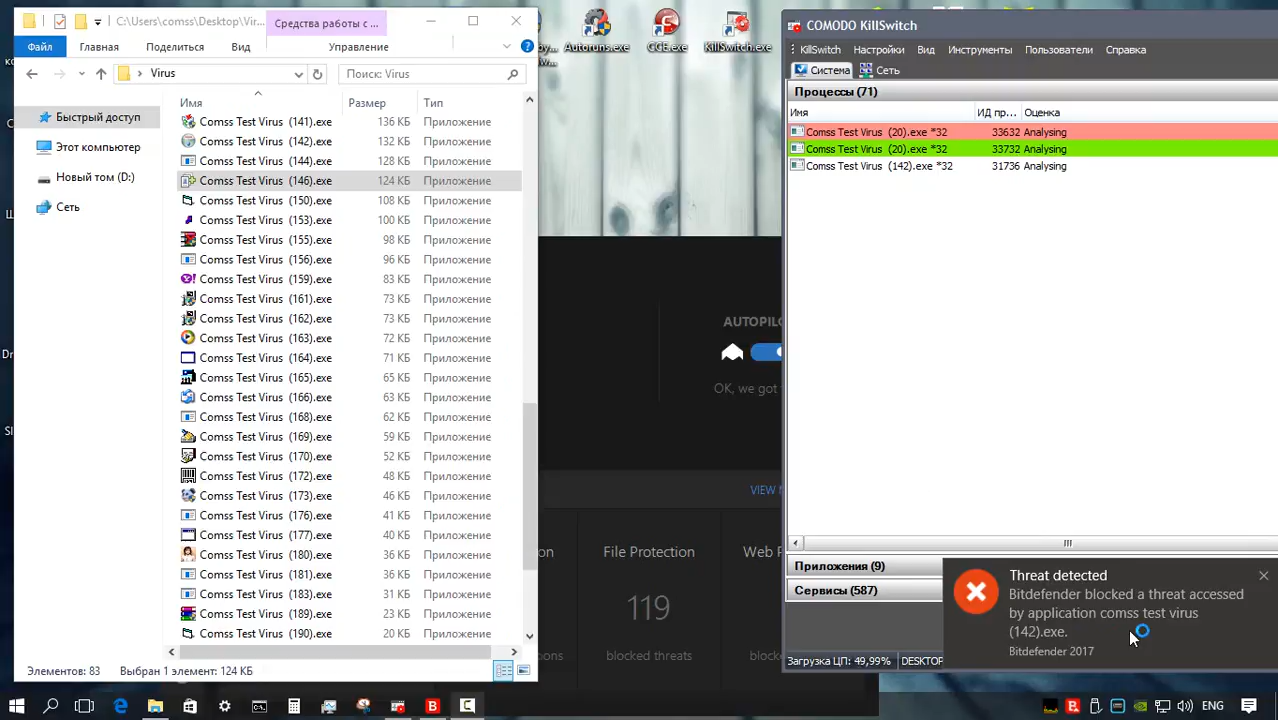 C:\Users\comss\Desktop\Vir...
Средства работы с ...
Файл
Главная
Поделиться
Вид
Управление
Virus
Поиск: Virus
Имя
Размер
Тип
Быстрый доступ
Этот компьютер
Новый том (D:)
Сеть
Comss Test Virus (141).exe 136 КБ Приложение
Comss Test Virus (142).exe 132 КБ Приложение
Comss Test Virus (144).exe 128 КБ Приложение
Comss Test Virus (146).exe 124 КБ Приложение
Comss Test Virus (150).exe 108 КБ Приложение
Comss Test Virus (153).exe 100 КБ Приложение
Comss Test Virus (155).exe 98 КБ Приложение
Comss Test Virus (156).exe 96 КБ Приложение
Comss Test Virus (159).exe 83 КБ Приложение
Comss Test Virus (161).exe 73 КБ Приложение
Comss Test Virus (162).exe 73 КБ Приложение
Comss Test Virus (163).exe 72 КБ Приложение
Comss Test Virus (164).exe 71 КБ Приложение
Comss Test Virus (165).exe 65 КБ Приложение
Comss Test Virus (166).exe 63 КБ Приложение
Comss Test Virus (168).exe 62 КБ Приложение
Comss Test Virus (169).exe 59 КБ Приложение
Comss Test Virus (170).exe 52 КБ Приложение
Comss Test Virus (172).exe 48 КБ Приложение
Comss Test Virus (173).exe 46 КБ Приложение
Comss Test Virus (176).exe 41 КБ Приложение
Comss Test Virus (177).exe 40 КБ Приложение
Comss Test Virus (180).exe 36 КБ Приложение
Comss Test Virus (181).exe 36 КБ Приложение
Comss Test Virus (183).exe 31 КБ Приложение
Comss Test Virus (189).exe 30 КБ Приложение
Comss Test Virus (190).exe 20 КБ Приложение
Элементов: 83 Выбран 1 элемент: 124 КБ
Autoruns.exe
CCE.exe
KillSwitch.exe
AUTOPILO
OK, we got
VIEW
File Protection
119
blocked threats
Web P
COMODO KillSwitch
KillSwitch Настройки Вид Инструменты Пользователи Справка
Система Сеть
Процессы (71)
Имя ИД пр... Оценка
Comss Test Virus (20).exe *32 33632 Analysing
Comss Test Virus (20).exe *32 33732 Analysing
Comss Test Virus (142).exe *32 31736 Analysing
Приложения (9)
Сервисы (587)
Загрузка ЦП: 49,99% DESKTOP
Threat detected
Bitdefender blocked a threat accessed
by application comss test virus
(142).exe.
Bitdefender 2017
ENG